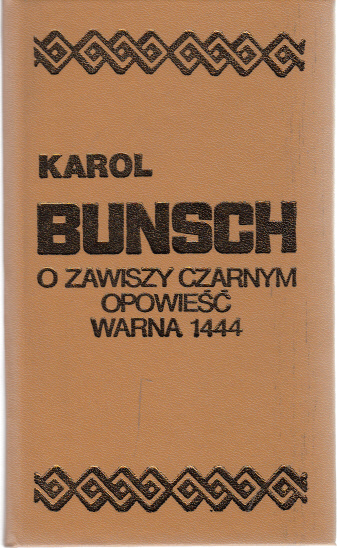 KAROL
BUNSCH
O ZAWISZY CZARNYM
OPOWIEŚĆ
WARNA 1444